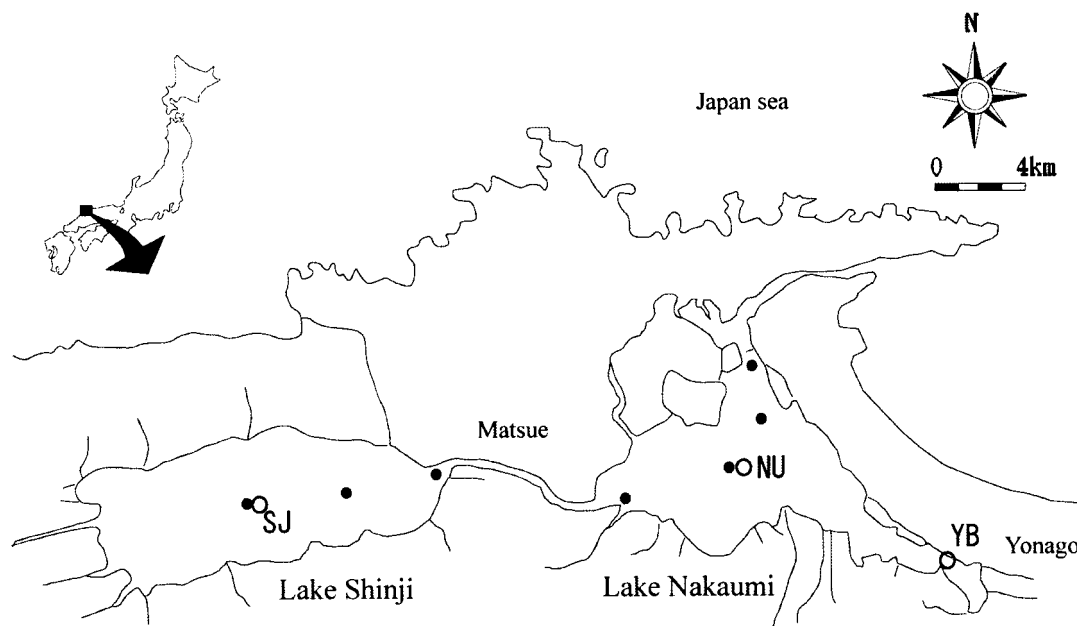 N
Japan sea
0 4km
Matsue
NU
SJ
YB
Yonago
Lake Shinji
Lake Nakaumi